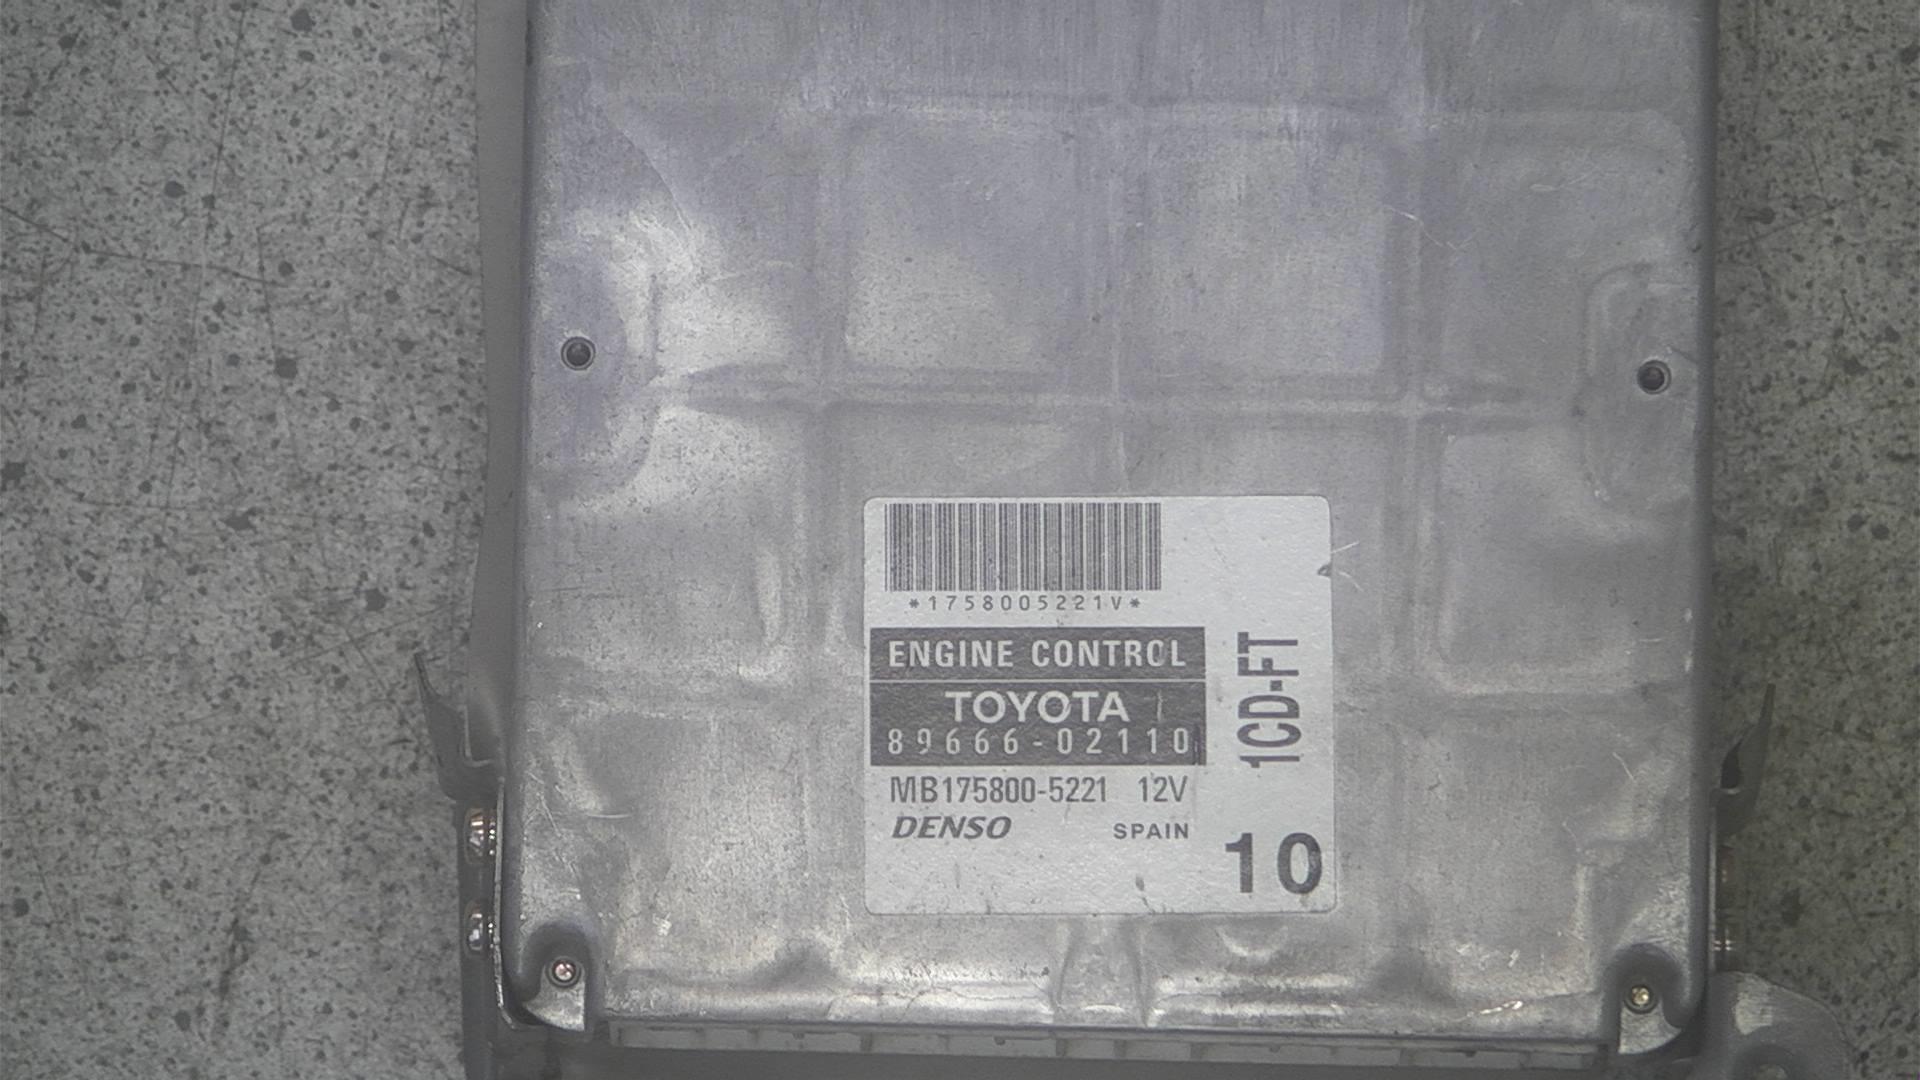 *1758005221V*
ENGINE CONTROL
TOYOTA
89666-02110
MB175800-5221 12V
DENSO SPAIN
1CD-FT
10